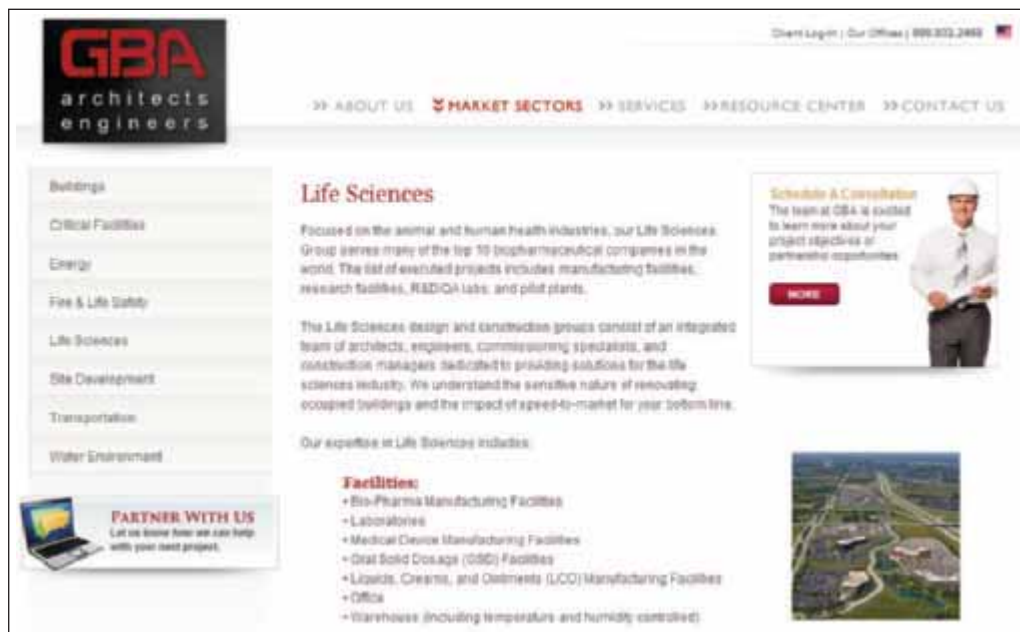 GBA
architects
engineers
Client Log-In | Our Offices |
>> ABOUT US
MARKET SECTORS
>> SERVICES
>> RESOURCE CENTER
>> CONTACT US
Buildings
Critical Facilities
Energy
Fire & Life Safety
Life Sciences
Site Development
Transportation
Water Environment
PARTNER WITH US
Let us know how we can help
with your next project.
Life Sciences
Focused on the animal and human health industries, our Life Sciences
Group serves many of the top 10 biopharmaceutical companies in the
world. The list of executed projects includes manufacturing facilities,
research facilities, R&D/QA labs, and pilot plants.
The Life Sciences design and construction groups consist of an integrated
team of architects, engineers, commissioning specialists, and
construction managers dedicated to providing solutions for the life
sciences industry. We understand the sensitive nature of renovating
occupied buildings and the impact of speed-to-market for your bottom line.
Our expertise in Life Sciences includes:
Facilities:
• Bio-Pharma Manufacturing Facilities
• Laboratories
• Medical Device Manufacturing Facilities
• Oral Solid Dosage (OSD) Facilities
• Liquids, Creams, and Ointments (LCO) Manufacturing Facilities
• Office
• Warehouse (including temperature and humidity controlled)
Schedule A Consultation
The team at GBA is excited
to learn more about your
project objectives or
partnership opportunities
MORE